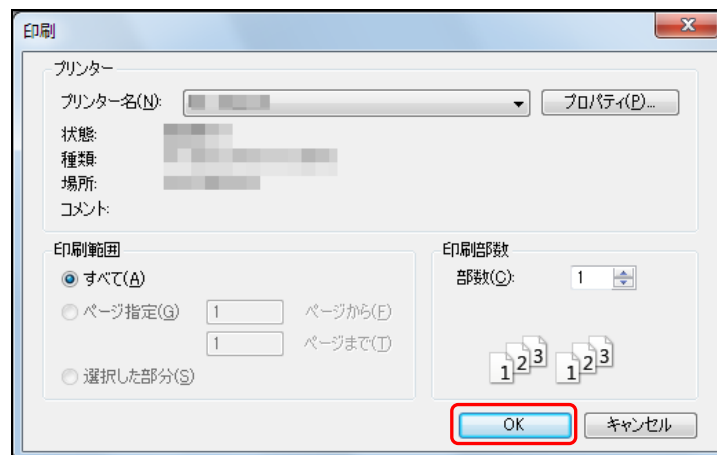 印刷
プリンター
プリンター名(N):
プロパティ(P)...
状態:
種類:
場所:
コメント:
印刷範囲
すべて(A)
ページ指定(G) 1 ページから(F)
1 ページまで(T)
選択した部分(S)
印刷部数
部数(C): 1
1 2 3 1 2 3
OK キャンセル